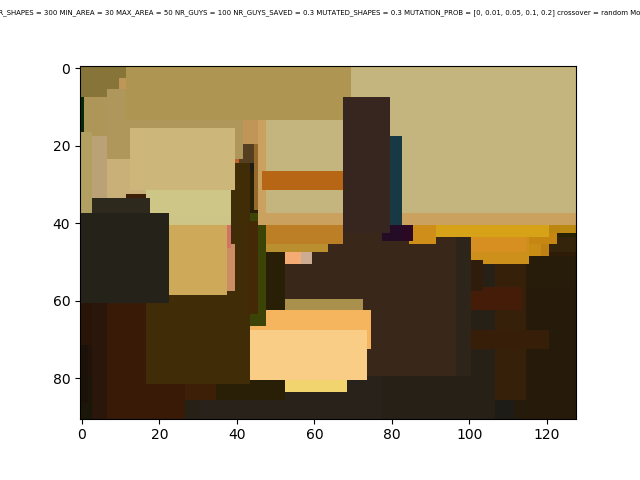 R_SHAPES = 300 MIN_AREA = 30 MAX_AREA = 50 NR_GUYS = 100 NR_GUYS_SAVED = 0.3 MUTATED_SHAPES = 0.3 MUTATION_PROB = [0, 0.01, 0.05, 0.1, 0.2] crossover = random Mo
0
20
40
60
80
0 20 40 60 80 100 120